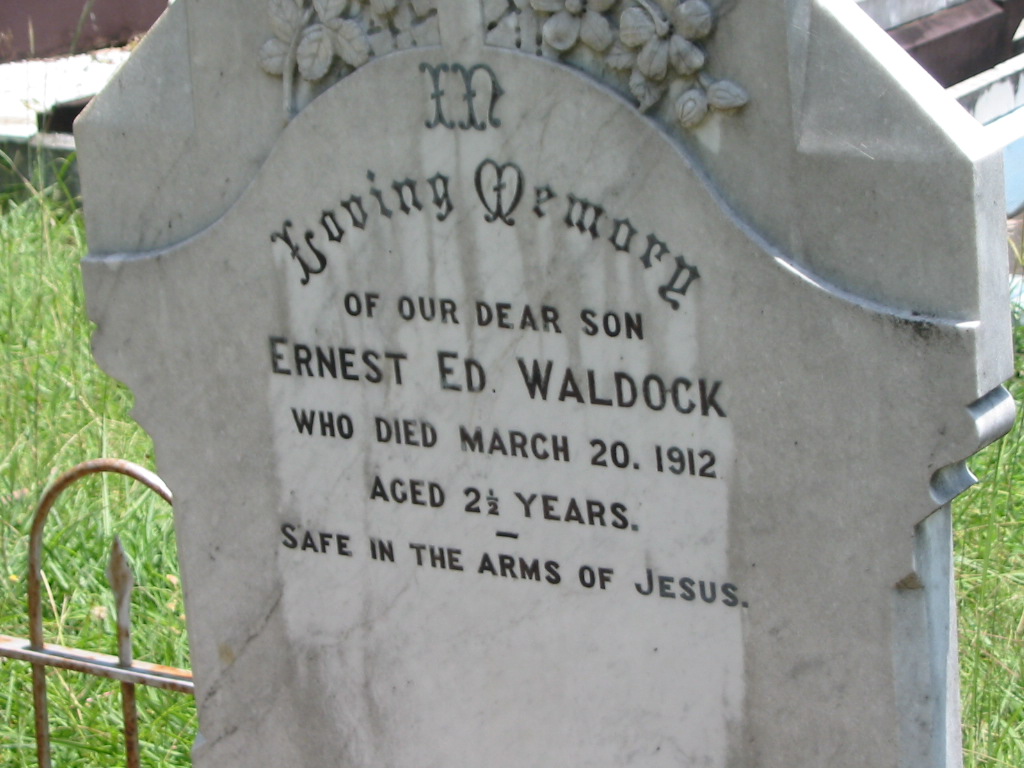 In
Loving Memory
OF OUR DEAR SON
ERNEST ED. WALDOCK
WHO DIED MARCH 20. 1912
AGED 2½ YEARS.
SAFE IN THE ARMS OF JESUS.